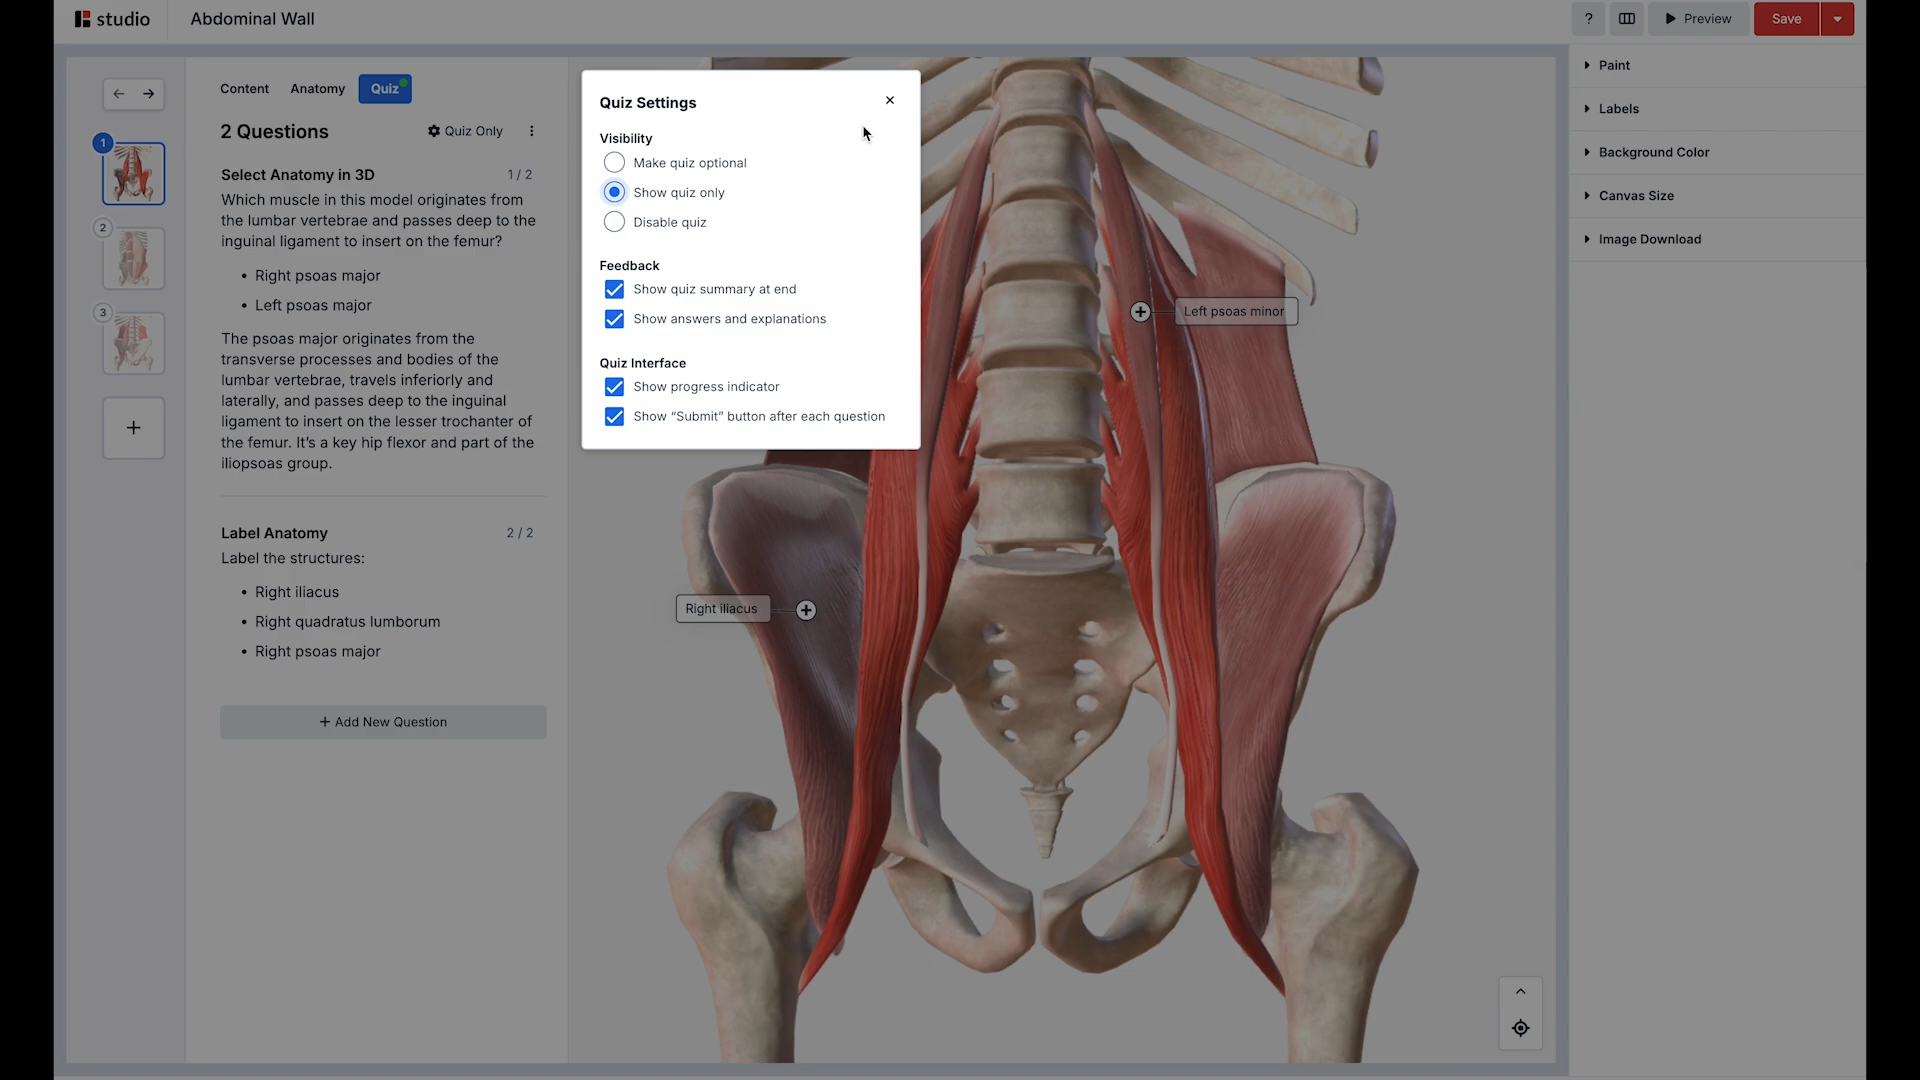 studio
Abdominal Wall
?
Preview
Save
Content
Anatomy
Quiz
2 Questions
Quiz Only
1
Select Anatomy in 3D
1 / 2
Which muscle in this model originates from
the lumbar vertebrae and passes deep to the
inguinal ligament to insert on the femur?
• Right psoas major
• Left psoas major
2
3
The psoas major originates from the
transverse processes and bodies of the
lumbar vertebrae, travels inferiorly and
laterally, and passes deep to the inguinal
ligament to insert on the lesser trochanter of
the femur. It’s a key hip flexor and part of the
iliopsoas group.
+
Label Anatomy
2 / 2
Label the structures:
• Right iliacus
• Right quadratus lumborum
• Right psoas major
+ Add New Question
Quiz Settings
Visibility
Make quiz optional
Show quiz only
Disable quiz
Feedback
Show quiz summary at end
Show answers and explanations
Quiz Interface
Show progress indicator
Show “Submit” button after each question
Left psoas minor
Right iliacus
Paint
Labels
Background Color
Canvas Size
Image Download